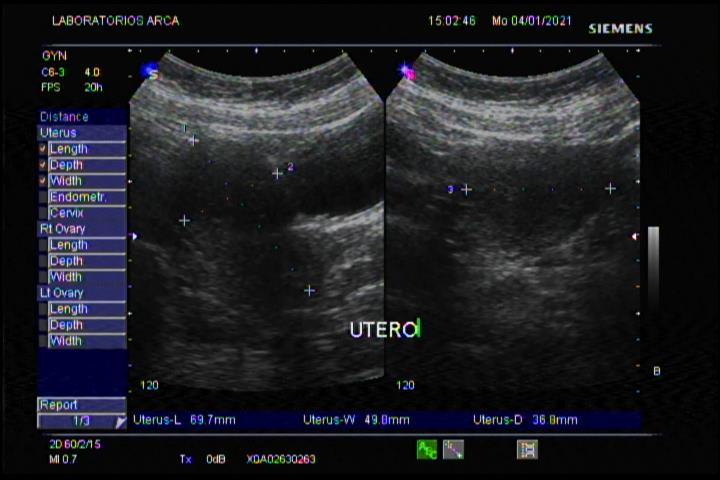 LABORATORIOS ARCA 15:02:46 Mo 04/01/2021 SIEMENS
GYN
C6-3 4.0
FPS 20h
Distance
Uterus
Length
Depth
Width
Endometr.
Cervix
Rt Ovary
Length
Depth
Width
Lt Ovary
Length
Depth
Width
S
1
2
3
UTERO
120 120
B
Report
1/3
Uterus-L 69.7mm Uterus-W 49.8mm Uterus-D 36.8mm
2D 60/2/15
MI 0.7 Tx 0dB